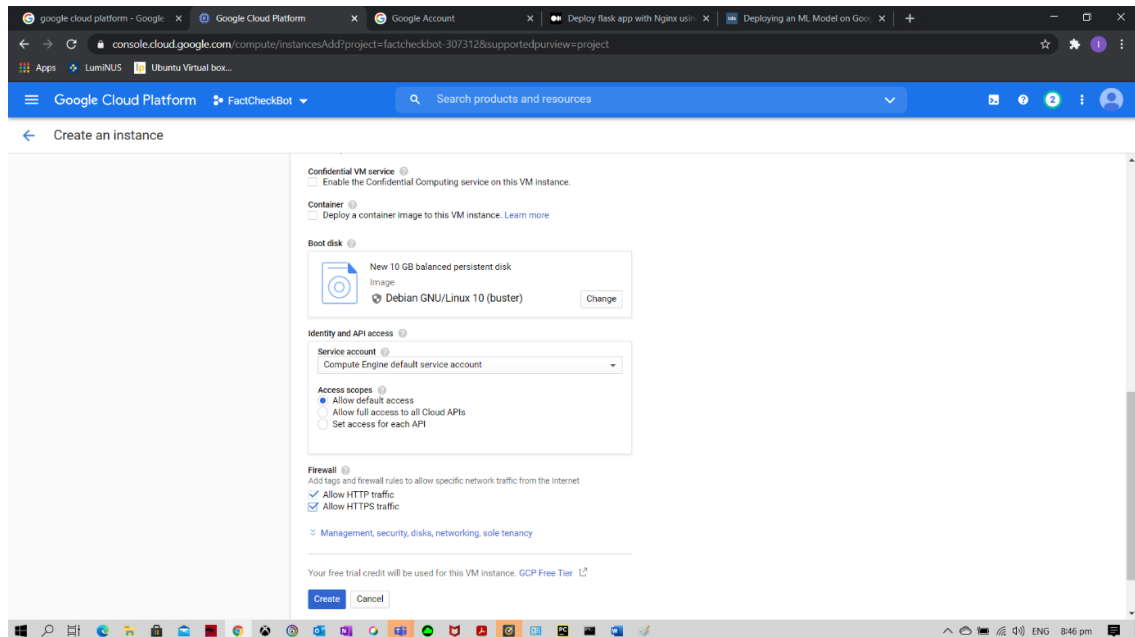 google cloud platform - Google
Google Cloud Platform
Google Account
Deploy flask app with Nginx usin
Deploying an ML Model on Goo
console.cloud.google.com/compute/instancesAdd?project=factcheckbot-307312&supportedpurview=project
Apps
LumiNUS
Ubuntu Virtual box...
Google Cloud Platform
FactCheckBot
Search products and resources
2
I
Create an instance
Confidential VM service
Enable the Confidential Computing service on this VM instance.
Container
Deploy a container image to this VM instance. Learn more
Boot disk
New 10 GB balanced persistent disk
Image
Debian GNU/Linux 10 (buster)
Change
Identity and API access
Service account
Compute Engine default service account
Access scopes
Allow default access
Allow full access to all Cloud APIs
Set access for each API
Firewall
Add tags and firewall rules to allow specific network traffic from the Internet
Allow HTTP traffic
Allow HTTPS traffic
Management, security, disks, networking, sole tenancy
Your free trial credit will be used for this VM instance. GCP Free Tier
Create
Cancel
ENG
8:46 pm